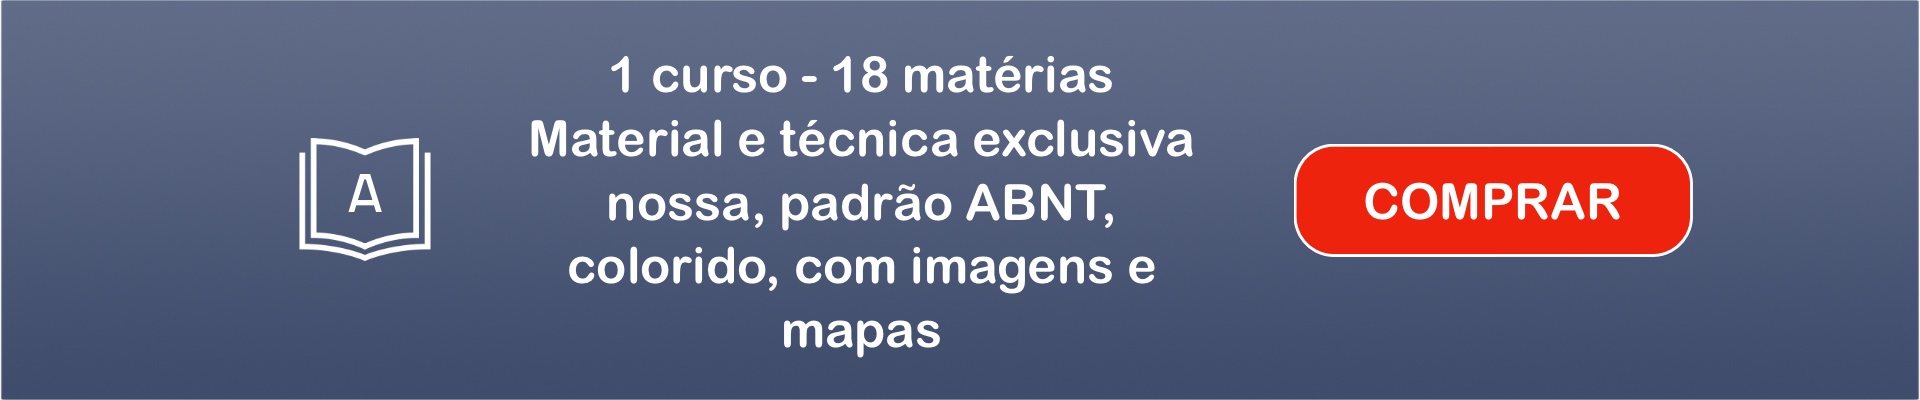 A
1 curso - 18 matérias
Material e técnica exclusiva
nossa, padrão ABNT,
colorido, com imagens e
mapas
COMPRAR